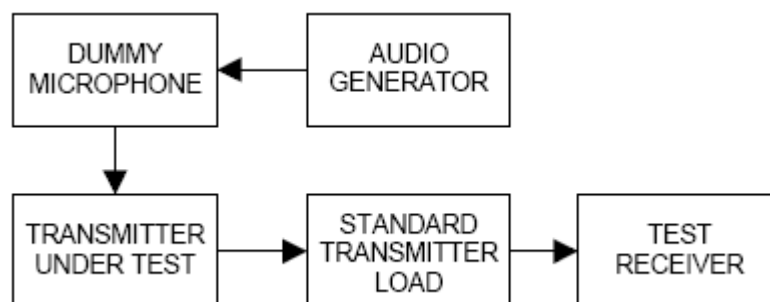 DUMMY
MICROPHONE
AUDIO
GENERATOR
TRANSMITTER
UNDER TEST
STANDARD
TRANSMITTER
LOAD
TEST
RECEIVER